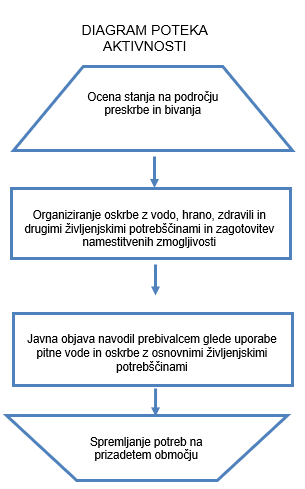 DIAGRAM POTEKA
AKTIVNOSTI
Ocena stanja na področju
preskrbe in bivanja
Organiziranje oskrbe z vodo, hrano, zdravili in
drugimi življenjskimi potrebščinami in zagotovitev
namestitvenih zmogljivosti
Javna objava navodil prebivalcem glede uporabe
pitne vode in oskrbe z osnovnimi življenjskimi
potrebščinami
Spremljanje potreb na
prizadetem območju